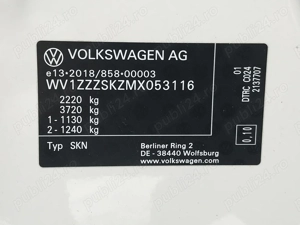 VOLKSWAGEN AG
e13*2018/858*00003
WV1ZZZSKZMX053116
2220 kg
3720 kg
1 - 1130 kg
2 - 1240 kg
Typ SKN
Berliner Ring 2
DE - 38440 Wolfsburg
www.volkswagen.com
01
DTRC C024
2137707
0.10